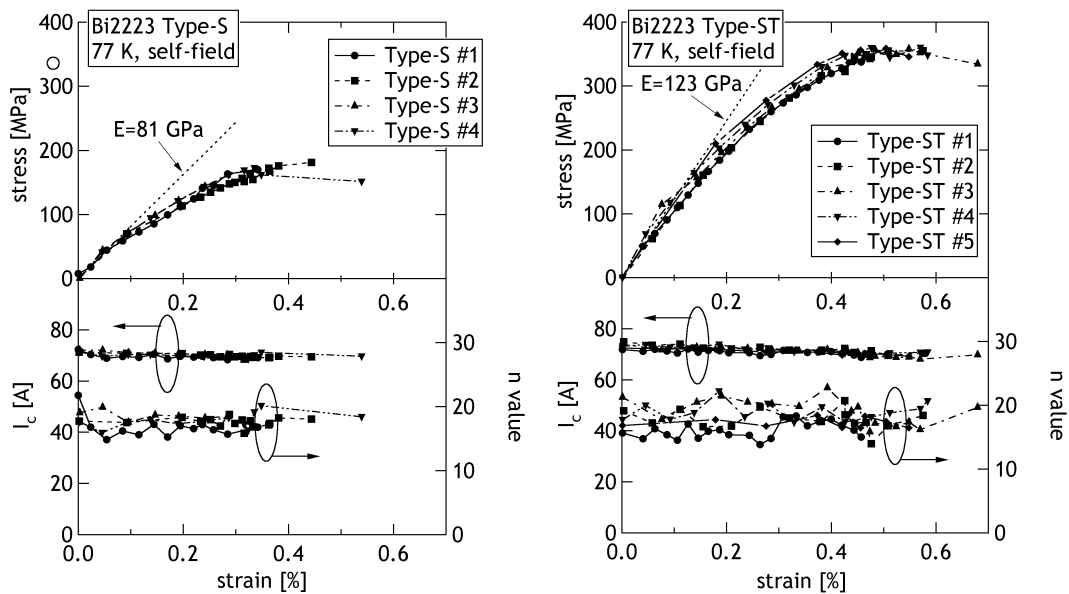 400
300
200
100
0
stress [MPa]
Bi2223 Type-S
77 K, self-field
Type-S #1
Type-S #2
Type-S #3
Type-S #4
E=81 GPa
0.2
0.4
0.6
80
60
40
20
0
I_c [A]
30
20
10
0
n value
0.0
0.2
0.4
0.6
strain [%]
400
300
200
100
0
stress [MPa]
Bi2223 Type-ST
77 K, self-field
E=123 GPa
Type-ST #1
Type-ST #2
Type-ST #3
Type-ST #4
Type-ST #5
0.2
0.4
0.6
80
60
40
20
0
I_c [A]
30
20
10
0
n value
0.0
0.2
0.4
0.6
strain [%]